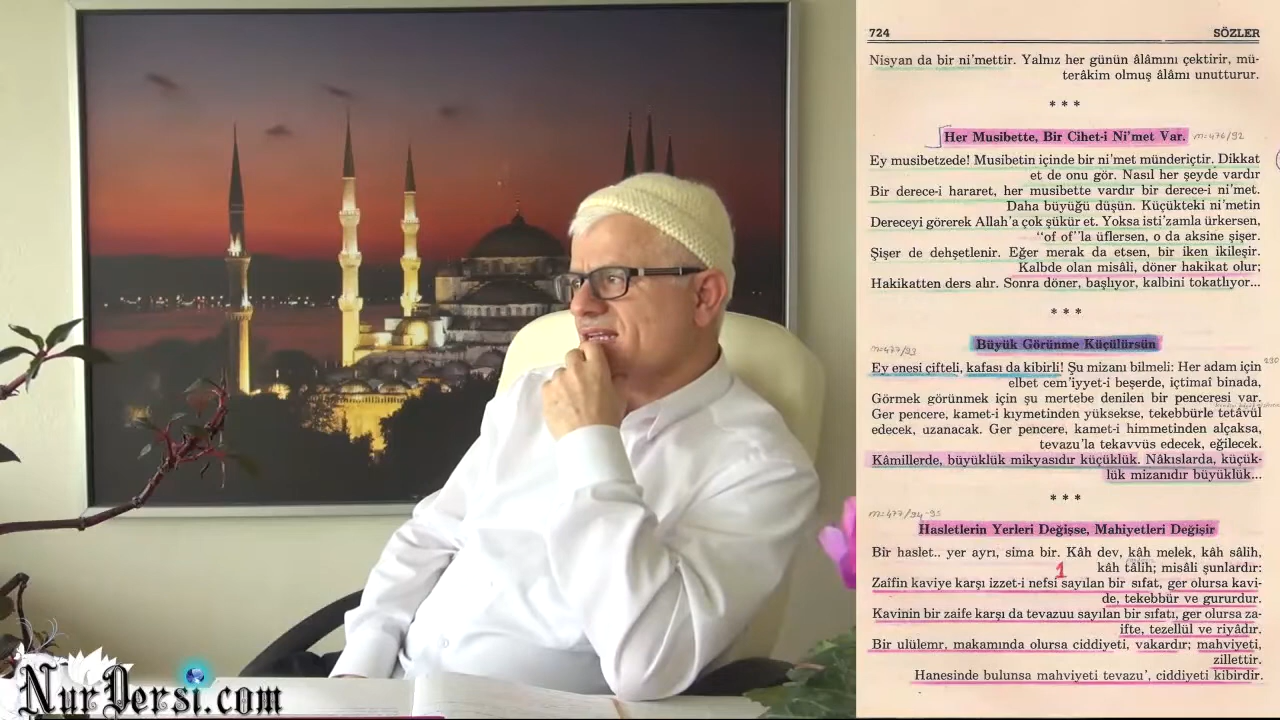 724 SÖZLER
Nisyan da bir ni'mettir. Yalnız her günün âlâmını çektirir, mü-
terâkim olmuş âlâmı unutturur.
* * *
Her Musibette, Bir Cihet-i Ni'met Var. m=476/92
Ey musibetzede! Musibetin içinde bir ni'met münderiçtir. Dikkat
et de onu gör. Nasıl her şeyde vardır
Bir derece-i hararet, her musibette vardır bir derece-i ni'met.
Daha büyüğü düşün. Küçükteki ni'metin
Dereceyi görerek Allah'a çok şükür et. Yoksa isti'zamla ürkersen,
"of of"la üflersen, o da aksine şişer.
Şişer de dehşetlenir. Eğer merak da etsen, bir iken ikileşir.
Kalbde olan misâli, döner hakikat olur;
Hakikatten ders alır. Sonra döner, başlıyor, kalbini tokatlıyor...
* * *
m=477/93
Büyük Görünme Küçülürsün
Ey enesi çifteli, kafası da kibirli! Şu mizanı bilmeli: Her adam için
elbet cem'iyyet-i beşerde, içtimaî binada,
Görmek görünmek için şu mertebe denilen bir penceresi var.
Ger pencere, kamet-i kıymetinden yüksekse, tekebbürle tetâvül
edecek, uzanacak. Ger pencere, kamet-i himmetinden alçaksa,
tevazu'la tekavvüs edecek, eğilecek.
Kâmillerde, büyüklük mikyasıdır küçüklük. Nâkıslarda, küçük-
lük mizanıdır büyüklük...
* * *
m=477/94-95
Hasletlerin Yerleri Değişse, Mahiyetleri Değişir
Bir haslet.. yer ayrı, sima bir. Kâh dev, kâh melek, kâh sâlih,
kâh tâlih; misâli şunlardır:
1
Zaîfin kaviye karşı izzet-i nefsi sayılan bir sıfat, ger olursa kavi-
de, tekebbür ve gururdur.
Kavinin bir zaife karşı da tevazuu sayılan bir sıfatı, ger olursa za-
ifte, tezellül ve riyâdır.
Bir ulülemr, makamında olursa ciddiyeti, vakardır; mahviyeti,
zillettir.
Hanesinde bulunsa mahviyeti tevazu', ciddiyeti kibirdir.
NurDersi.com